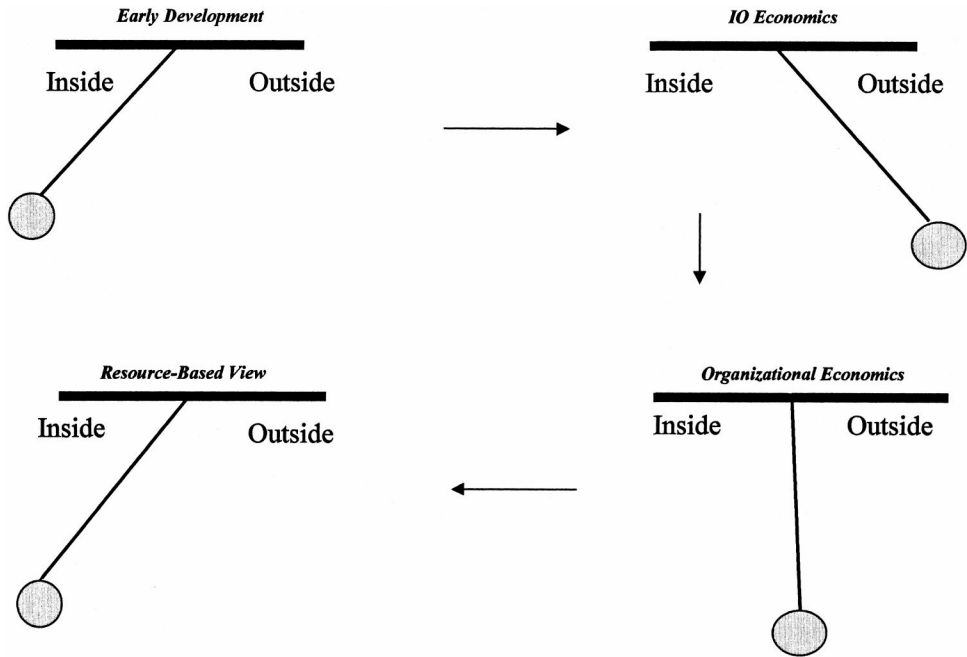 Early Development
Inside Outside
IO Economics
Inside Outside
Resource-Based View
Inside Outside
Organizational Economics
Inside Outside